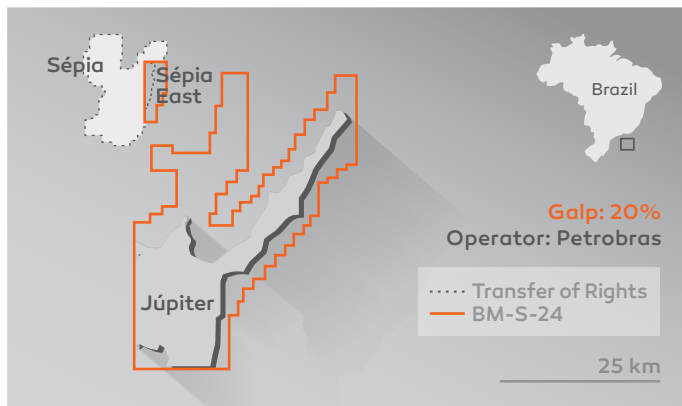 Sépia
Sépia
East
Brazil
Galp: 20%
Operator: Petrobras
Júpiter
Transfer of Rights
BM-S-24
25 km